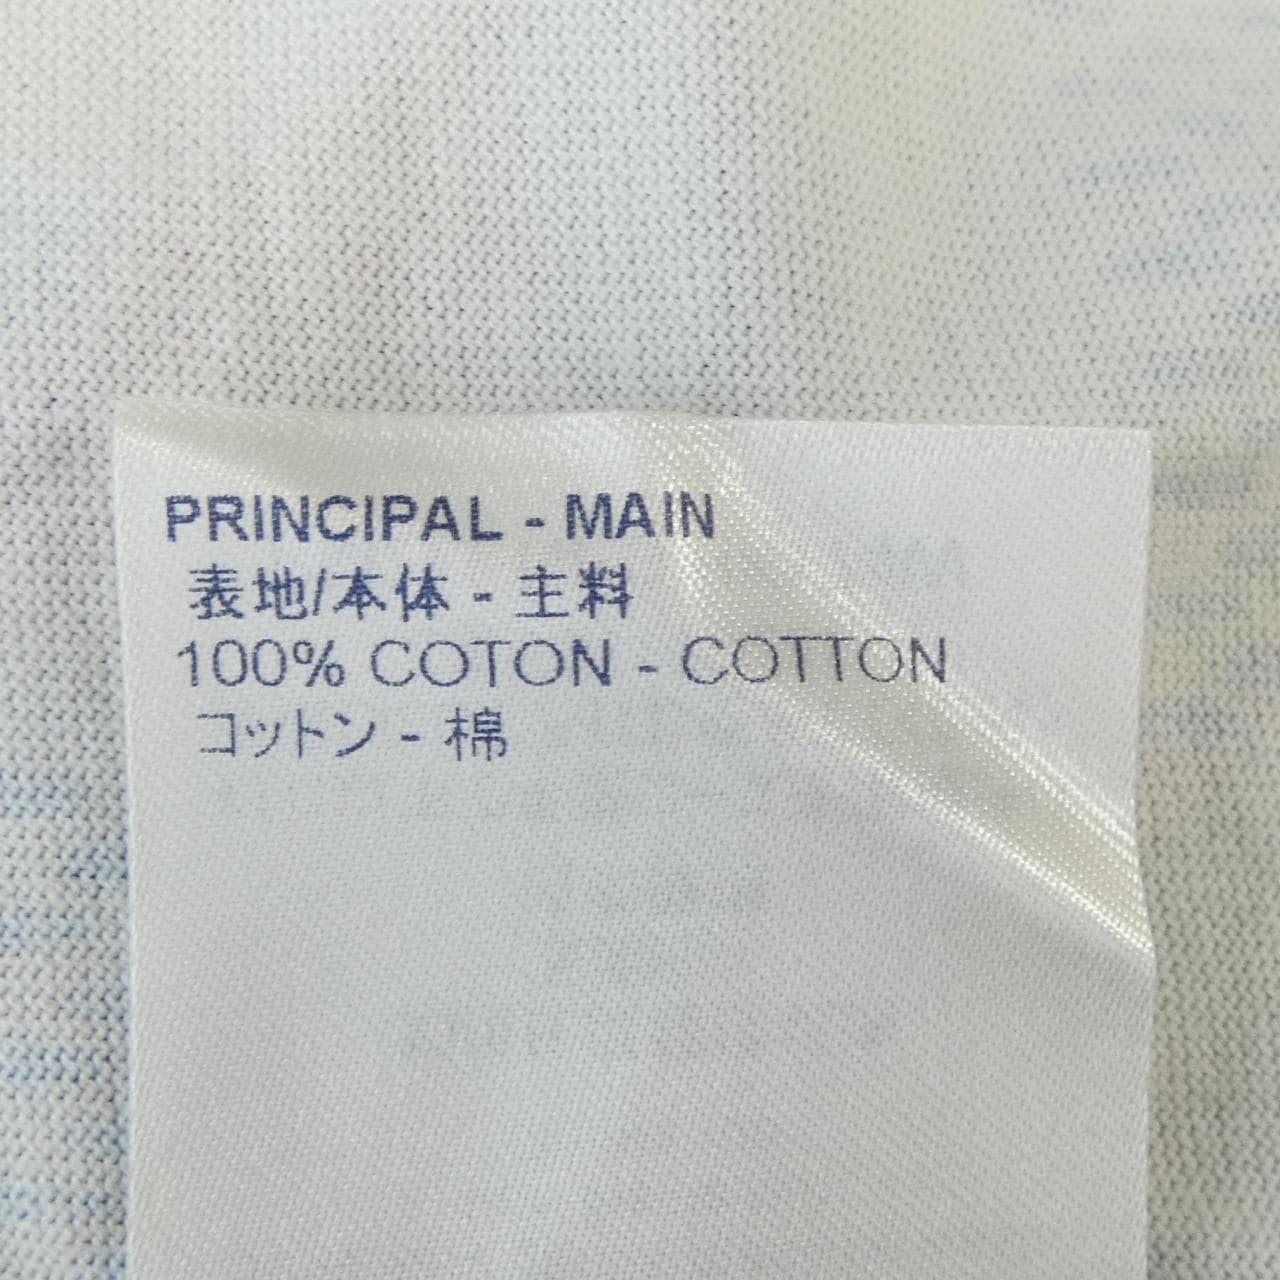 PRINCIPAL - MAIN
表地/本体 - 主料
100% COTON - COTTON
コットン - 棉